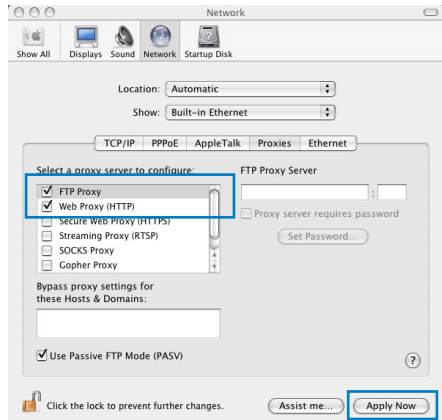 Network
Show All Displays Sound Network Startup Disk
Location: Automatic
Show: Built-in Ethernet
TCP/IP PPPoE AppleTalk Proxies Ethernet
Select a proxy server to configure: FTP Proxy Server
FTP Proxy
:
Web Proxy (HTTP)
Proxy server requires password
Secure Web Proxy (HTTPS)
Streaming Proxy (RTSP)
Set Password...
SOCKS Proxy
Gopher Proxy
Bypass proxy settings for
these Hosts & Domains:
Use Passive FTP Mode (PASV)
?
Click the lock to prevent further changes.
Assist me...
Apply Now